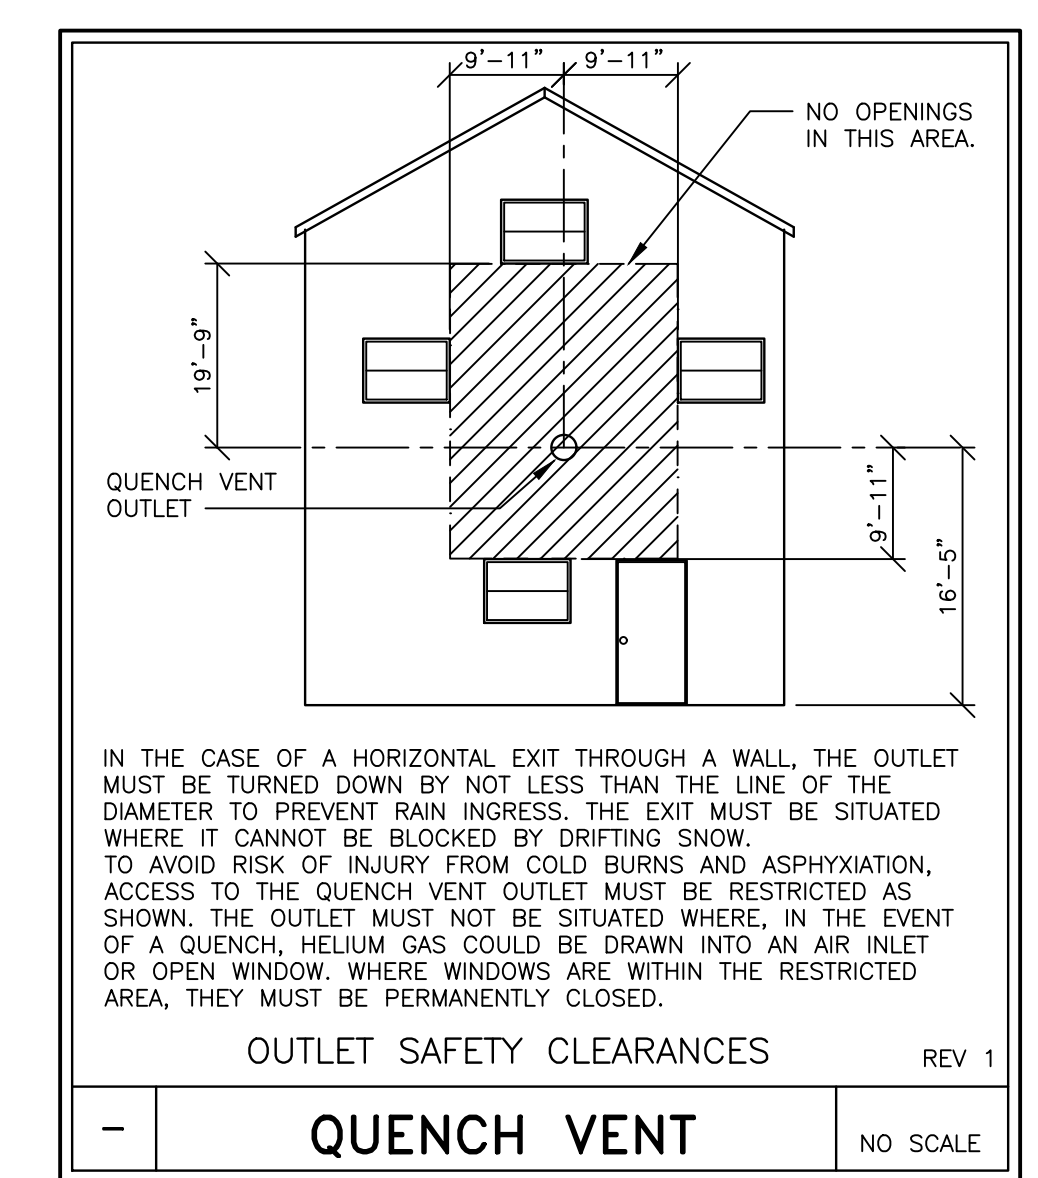 9'-11" 9'-11"
NO OPENINGS
IN THIS AREA.
19'-9"
QUENCH VENT
OUTLET
9'-11"
16'-5"
IN THE CASE OF A HORIZONTAL EXIT THROUGH A WALL, THE OUTLET
MUST BE TURNED DOWN BY NOT LESS THAN THE LINE OF THE
DIAMETER TO PREVENT RAIN INGRESS. THE EXIT MUST BE SITUATED
WHERE IT CANNOT BE BLOCKED BY DRIFTING SNOW.
TO AVOID RISK OF INJURY FROM COLD BURNS AND ASPHYXIATION,
ACCESS TO THE QUENCH VENT OUTLET MUST BE RESTRICTED AS
SHOWN. THE OUTLET MUST NOT BE SITUATED WHERE, IN THE EVENT
OF A QUENCH, HELIUM GAS COULD BE DRAWN INTO AN AIR INLET
OR OPEN WINDOW. WHERE WINDOWS ARE WITHIN THE RESTRICTED
AREA, THEY MUST BE PERMANENTLY CLOSED.
OUTLET SAFETY CLEARANCES
REV 1
–
QUENCH VENT
NO SCALE